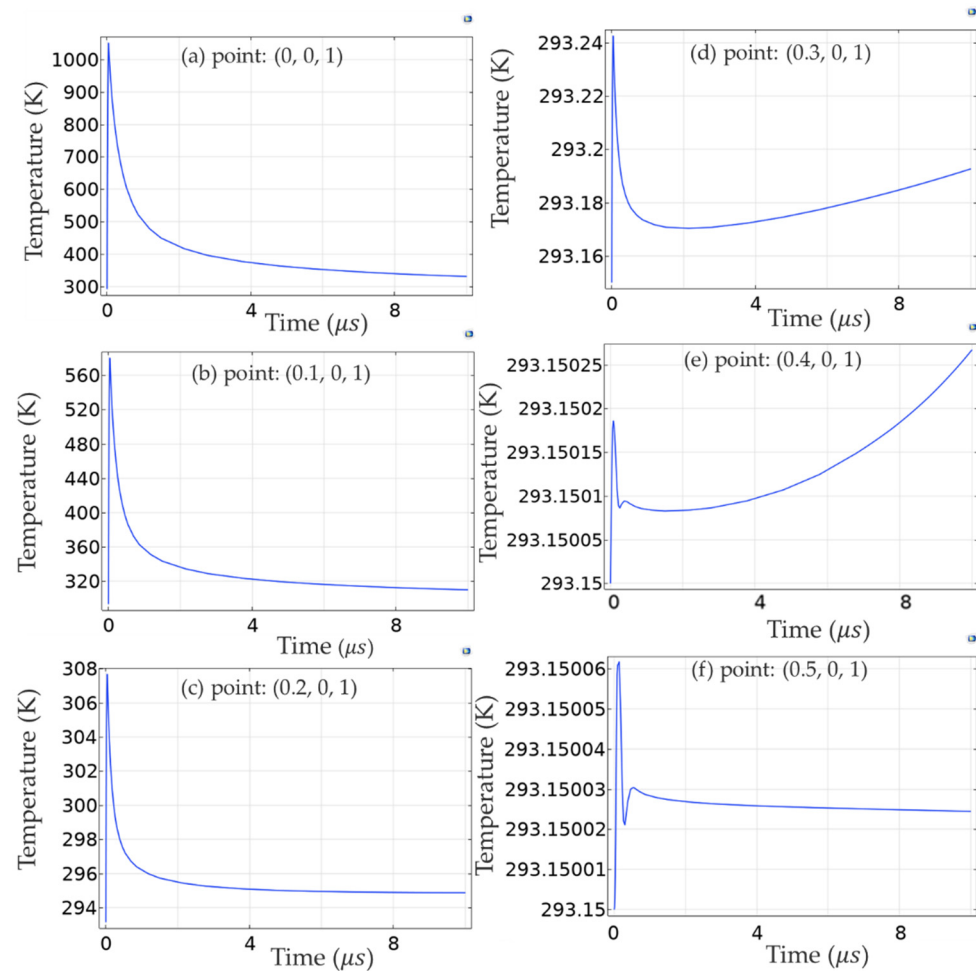 (a) point: (0, 0, 1)
Temperature (K)
1000
900
800
700
600
500
400
300
0 4 8
Time (μs)
(d) point: (0.3, 0, 1)
Temperature (K)
293.24
293.22
293.2
293.18
293.16
0 4 8
Time (μs)
(b) point: (0.1, 0, 1)
Temperature (K)
560
520
480
440
400
360
320
0 4 8
Time (μs)
(e) point: (0.4, 0, 1)
Temperature (K)
293.15025
293.1502
293.15015
293.1501
293.15005
293.15
0 4 8
Time (μs)
(c) point: (0.2, 0, 1)
Temperature (K)
308
306
304
302
300
298
296
294
0 4 8
Time (μs)
(f) point: (0.5, 0, 1)
Temperature (K)
293.15006
293.15005
293.15004
293.15003
293.15002
293.15001
293.15
0 4 8
Time (μs)